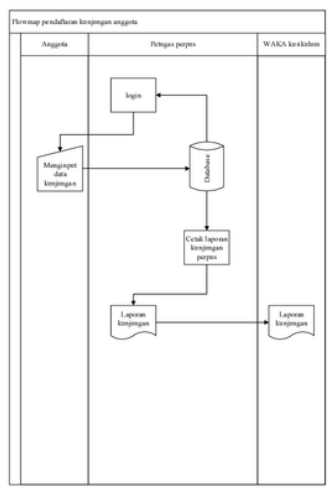 Flowmap pendaftaran kunjungan anggota
Anggota
Petugas perpus
WAKA kurikulum
login
Menginput
data
kunjungan
Database
Cetak laporan
kunjungan
perpus
Laporan
kunjungan
Laporan
kunjungan